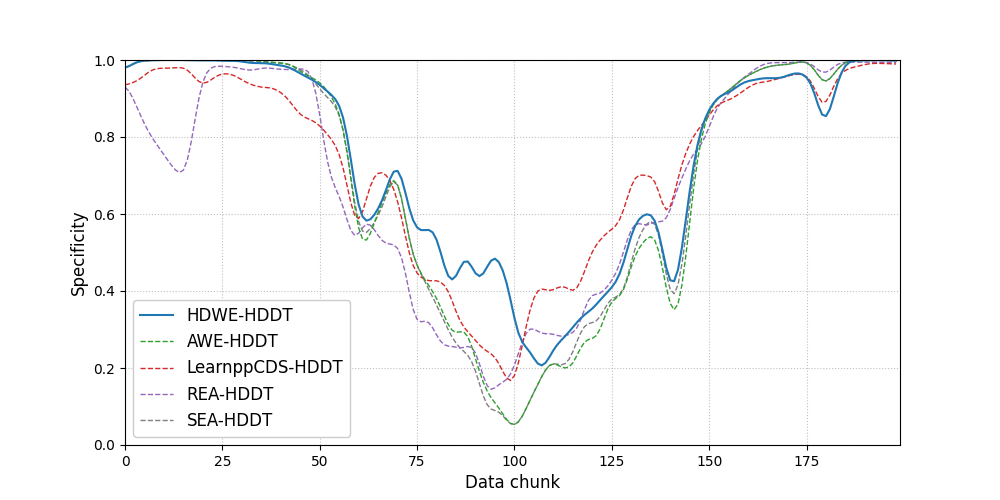 1.0
0.8
0.6
0.4
0.2
0.0
Specificity
HDWE-HDDT
AWE-HDDT
LearnppCDS-HDDT
REA-HDDT
SEA-HDDT
0 25 50 75 100 125 150 175
Data chunk